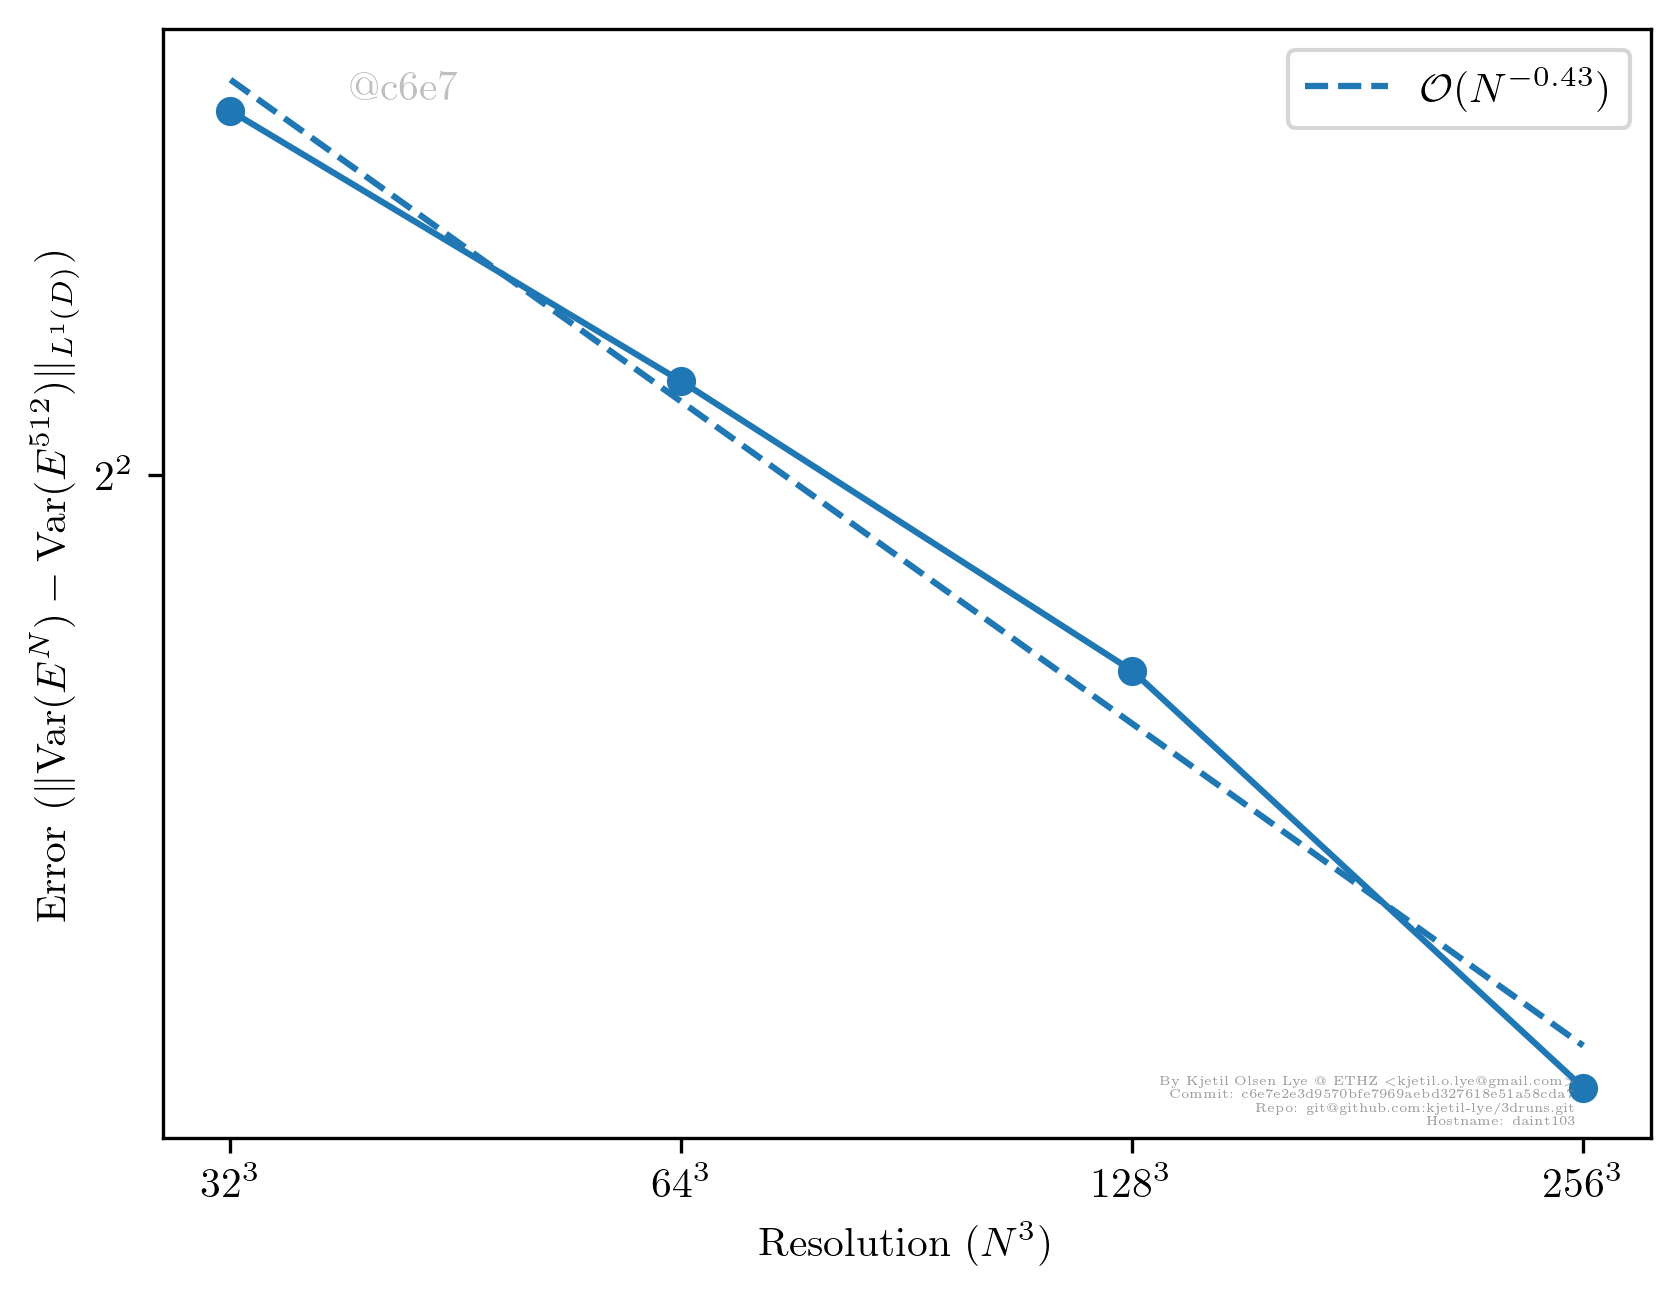 @c6e7
𝒪(N^{-0.43})
Error (||Var(E^N) − Var(E^{512})||_{L^1(D)})
2^2
By Kjetil Olsen Lye @ ETHZ <kjetil.o.lye@gmail.com>
Commit: c6e7e2e3d9570bfe7969aebd327618e51a58cda7
Repo: git@github.com:kjetil-lye/3druns.git
Hostname: daint103
32^3 64^3 128^3 256^3
Resolution (N^3)